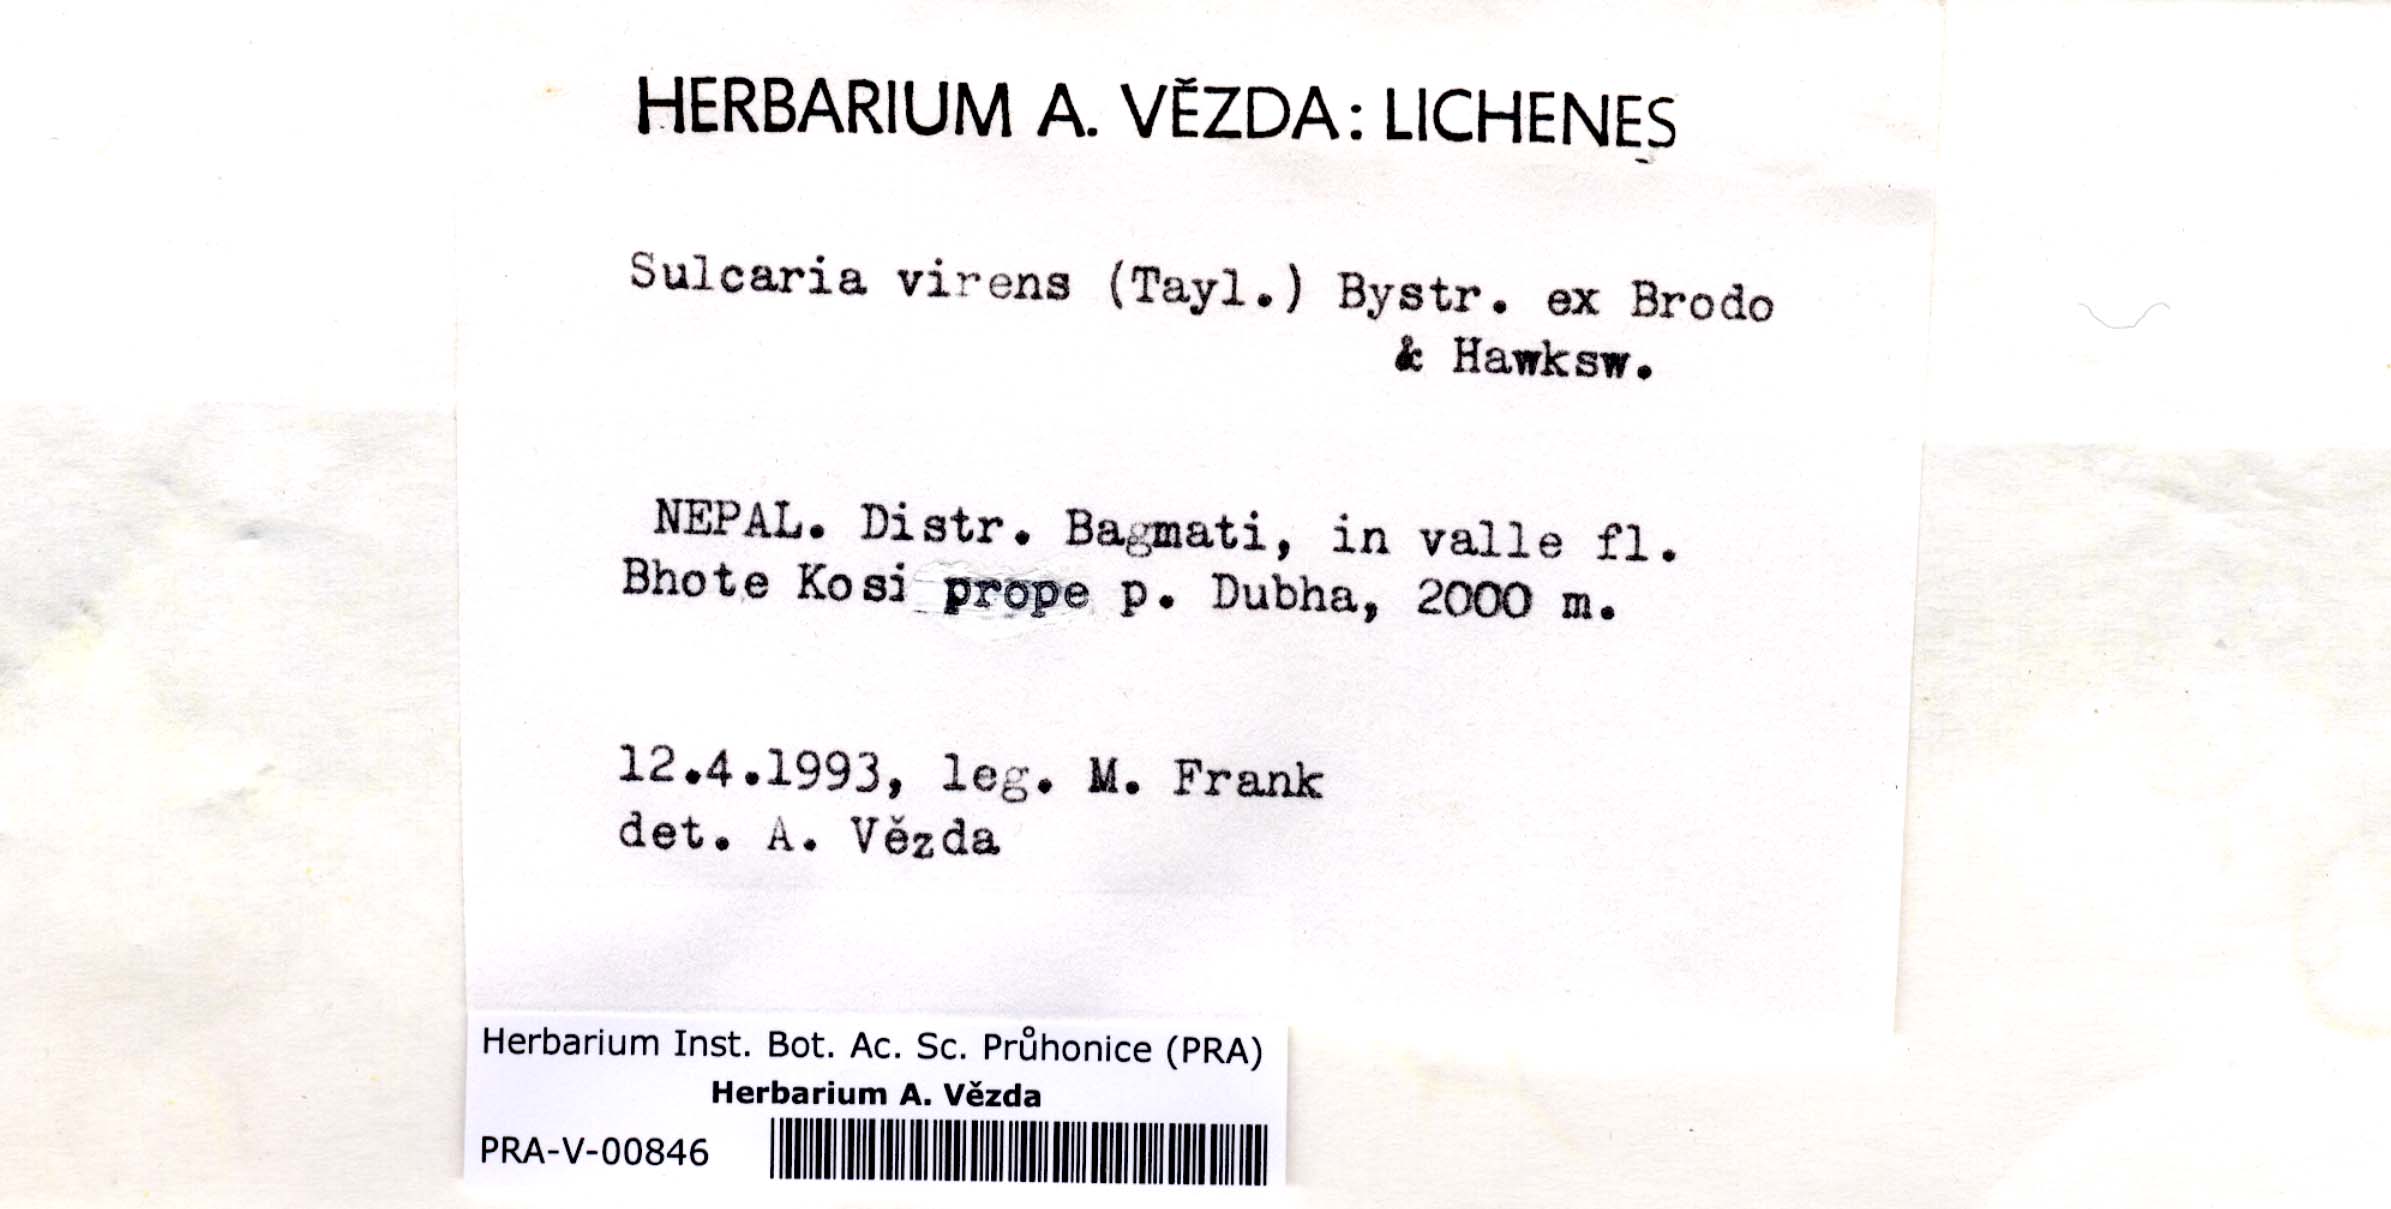 HERBARIUM A. VĚZDA: LICHENES
Sulcaria virens (Tayl.) Bystr. ex Brodo
& Hawksw.
NEPAL. Distr. Bagmati, in valle fl.
Bhote Kosi prope p. Dubha, 2000 m.
12.4.1993, leg. M. Frank
det. A. Vězda
Herbarium Inst. Bot. Ac. Sc. Průhonice (PRA)
Herbarium A. Vězda
PRA-V-00846